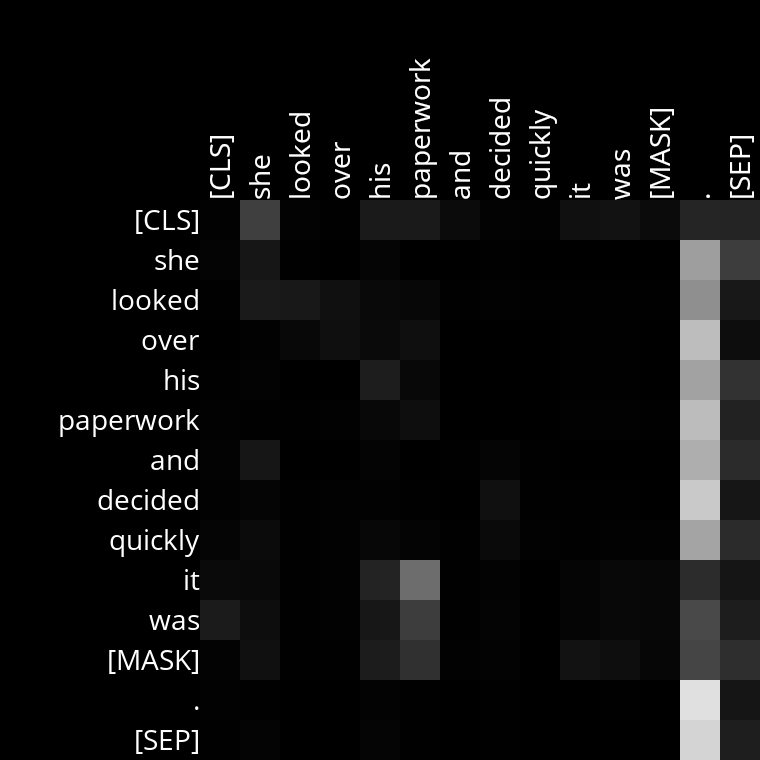 [CLS]
she
looked
over
his
paperwork
and
decided
quickly
it
was
[MASK]
.
[SEP]
[CLS]
she
looked
over
his
paperwork
and
decided
quickly
it
was
[MASK]
.
[SEP]